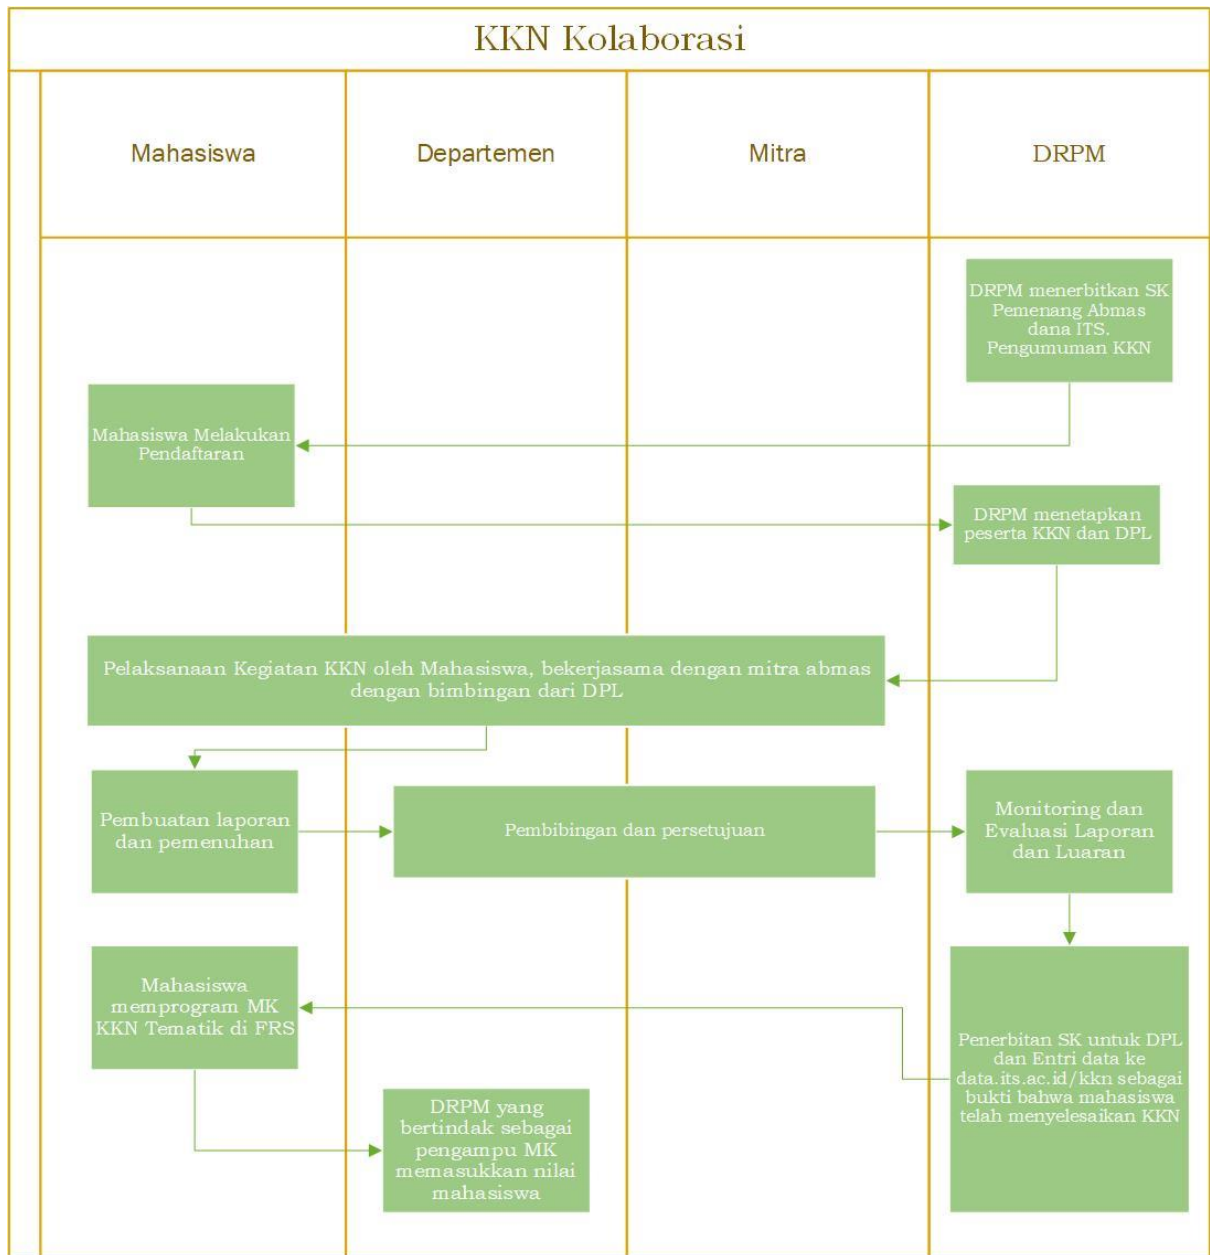 KKN Kolaborasi
Mahasiswa
Departemen
Mitra
DRPM
DRPM menerbitkan SK
Pemenang Abmas
dana ITS.
Pengumuman KKN
Mahasiswa Melakukan
Pendaftaran
DRPM menetapkan
peserta KKN dan DPL
Pelaksanaan Kegiatan KKN oleh Mahasiswa, bekerjasama dengan mitra abmas
dengan bimbingan dari DPL
Pembuatan laporan
dan pemenuhan
Pembibingan dan persetujuan
Monitoring dan
Evaluasi Laporan
dan Luaran
Mahasiswa
memprogram MK
KKN Tematik di FRS
Penerbitan SK untuk DPL
dan Entri data ke
data.its.ac.id/kkn sebagai
bukti bahwa mahasiswa
telah menyelesaikan KKN
DRPM yang
bertindak sebagai
pengampu MK
memasukkan nilai
mahasiswa